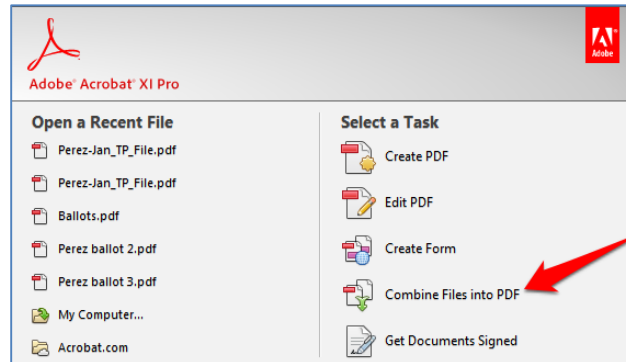 Adobe® Acrobat® XI Pro
Adobe
Open a Recent File
Perez-Jan_TP_File.pdf
Perez-Jan_TP_File.pdf
Ballots.pdf
Perez ballot 2.pdf
Perez ballot 3.pdf
My Computer...
Acrobat.com
Select a Task
Create PDF
Edit PDF
Create Form
Combine Files into PDF
Get Documents Signed